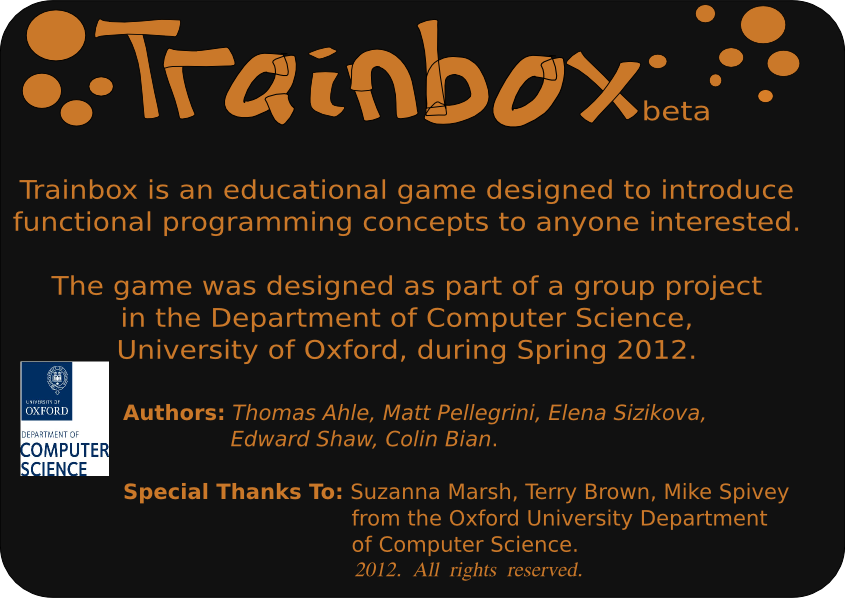 Trainbox beta
Trainbox is an educational game designed to introduce
functional programming concepts to anyone interested.
The game was designed as part of a group project
in the Department of Computer Science,
University of Oxford, during Spring 2012.
UNIVERSITY OF
OXFORD
DEPARTMENT OF
COMPUTER
SCIENCE
Authors: Thomas Ahle, Matt Pellegrini, Elena Sizikova,
Edward Shaw, Colin Bian.
Special Thanks To: Suzanna Marsh, Terry Brown, Mike Spivey
from the Oxford University Department
of Computer Science.
2012. All rights reserved.